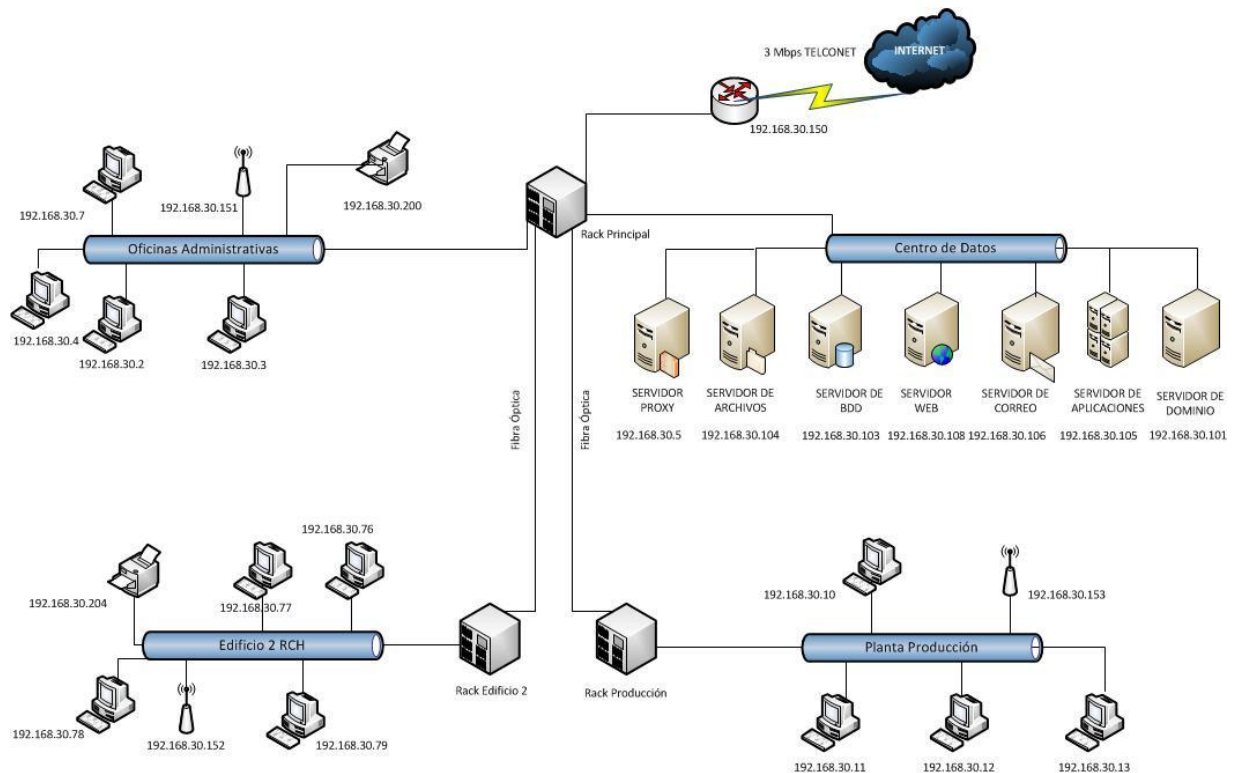 INTERNET
3 Mbps TELCONET
192.168.30.150
192.168.30.7
192.168.30.151
192.168.30.200
Oficinas Administrativas
192.168.30.4
192.168.30.2
192.168.30.3
Rack Principal
Centro de Datos
SERVIDOR
PROXY
192.168.30.5
SERVIDOR DE
ARCHIVOS
192.168.30.104
SERVIDOR DE
BDD
192.168.30.103
SERVIDOR
WEB
192.168.30.108
SERVIDOR
DE CORREO
192.168.30.106
SERVIDOR DE
APLICACIONES
192.168.30.105
SERVIDOR DE
DOMINIO
192.168.30.101
Fibra Óptica
Fibra Óptica
192.168.30.76
192.168.30.204
192.168.30.77
Edificio 2 RCH
192.168.30.78
192.168.30.152
192.168.30.79
Rack Edificio 2
Rack Producción
192.168.30.10
192.168.30.153
Planta Producción
192.168.30.11
192.168.30.12
192.168.30.13